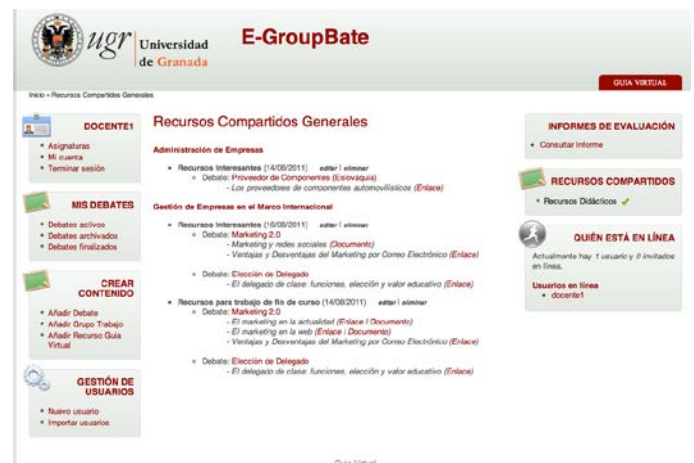 ugr Universidad
de Granada
E-GroupBate
GUIA VIRTUAL
Inicio » Recursos Compartidos Generales
DOCENTE1
Asignaturas
Mi cuenta
Terminar sesión
MIS DEBATES
Debates activos
Debates archivados
Debates finalizados
CREAR
CONTENIDO
Añadir Debate
Añadir Grupo Trabajo
Añadir Recurso Guia
Virtual
GESTIÓN DE
USUARIOS
Nuevo usuario
Importar usuarios
Recursos Compartidos Generales
Administración de Empresas
Recursos Interesantes (14/08/2011) editar | eliminar
Debate: Proveedor de Componentes (Eslovaquia)
- Los proveedores de componentes automovilísticos (Enlace)
Gestión de Empresas en el Marco Internacional
Recursos Interesantes (16/08/2011) editar | eliminar
Debate: Marketing 2.0
- Marketing y redes sociales (Documento)
- Ventajas y Desventajas del Marketing por Correo Electrónico (Enlace)
Debate: Elección de Delegado
- El delegado de clase: funciones, elección y valor educativo (Enlace)
Recursos para trabajo de fin de curso (14/08/2011) editar | eliminar
Debate: Marketing 2.0
- El marketing en la actualidad (Enlace | Documento)
- El marketing en la web (Enlace | Documento)
- Ventajas y Desventajas del Marketing por Correo Electrónico (Enlace)
Debate: Elección de Delegado
- El delegado de clase: funciones, elección y valor educativo (Enlace)
INFORMES DE EVALUACIÓN
Consultar Informe
RECURSOS COMPARTIDOS
Recursos Didácticos
QUIÉN ESTÁ EN LÍNEA
Actualmente hay 1 usuario y 0 invitados
en línea.
Usuarios en línea
docente1
Guia Virtual